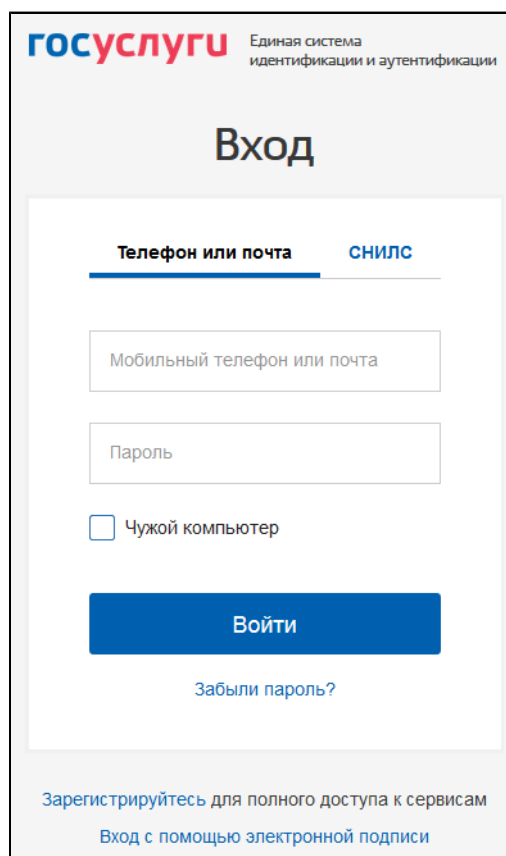 госуслуги
Единая система
идентификации и аутентификации
Вход
Телефон или почта СНИЛС
Мобильный телефон или почта
Пароль
Чужой компьютер
Войти
Забыли пароль?
Зарегистрируйтесь для полного доступа к сервисам
Вход с помощью электронной подписи